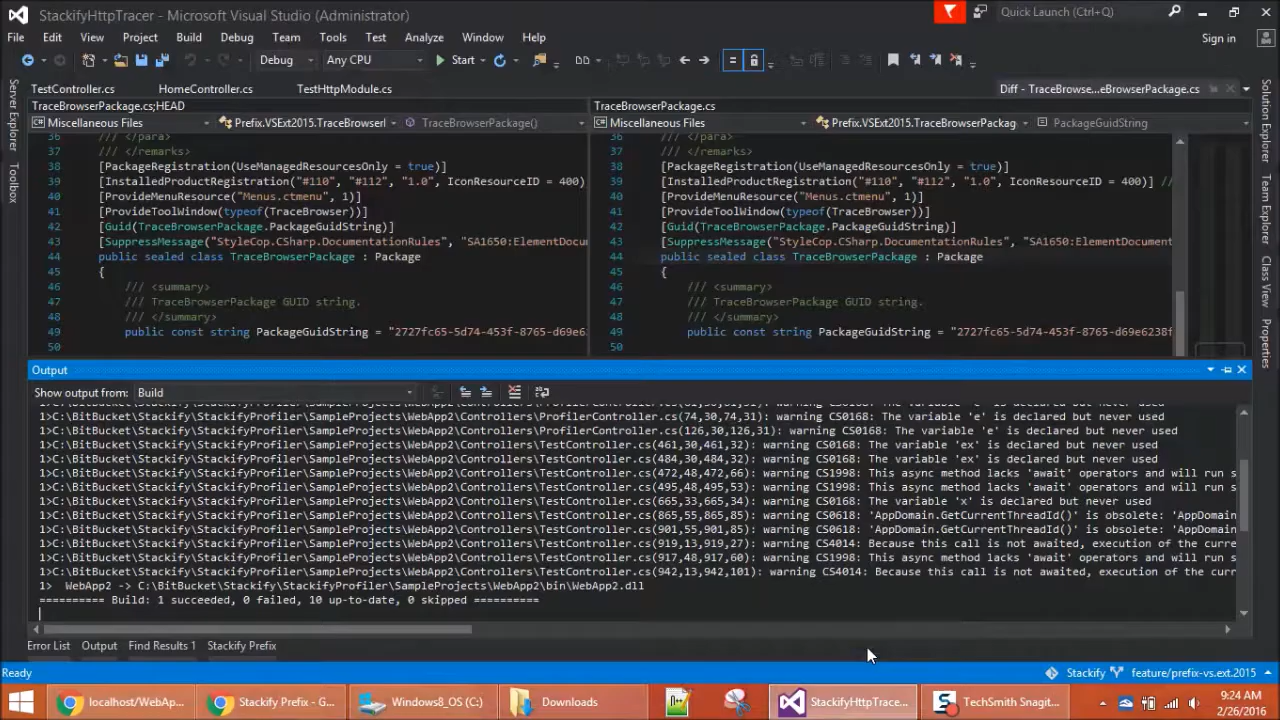 StackifyHttpTracer - Microsoft Visual Studio (Administrator)
Quick Launch (Ctrl+Q)
File Edit View Project Build Debug Team Tools Test Analyze Window Help
Sign in
Debug Any CPU Start
Server Explorer
Toolbox
TestController.cs HomeController.cs TestHttpModule.cs Diff - TraceBrowse...eBrowserPackage.cs
TraceBrowserPackage.cs;HEAD
Miscellaneous Files Prefix.VSExt2015.TraceBrowserI TraceBrowserPackage()
36 /// </para>
37 /// </remarks>
38 [PackageRegistration(UseManagedResourcesOnly = true)]
39 [InstalledProductRegistration("#110", "#112", "1.0", IconResourceID = 400)]
40 [ProvideMenuResource("Menus.ctmenu", 1)]
41 [ProvideToolWindow(typeof(TraceBrowser))]
42 [Guid(TraceBrowserPackage.PackageGuidString)]
43 [SuppressMessage("StyleCop.CSharp.DocumentationRules", "SA1650:ElementDocum
44 public sealed class TraceBrowserPackage : Package
45 {
46 /// <summary>
47 /// TraceBrowserPackage GUID string.
48 /// </summary>
49 public const string PackageGuidString = "2727fc65-5d74-453f-8765-d69e6
50
TraceBrowserPackage.cs
Miscellaneous Files Prefix.VSExt2015.TraceBrowserPackag PackageGuidString
36 /// </para>
37 /// </remarks>
38 [PackageRegistration(UseManagedResourcesOnly = true)]
39 [InstalledProductRegistration("#110", "#112", "1.0", IconResourceID = 400)] //
40 [ProvideMenuResource("Menus.ctmenu", 1)]
41 [ProvideToolWindow(typeof(TraceBrowser))]
42 [Guid(TraceBrowserPackage.PackageGuidString)]
43 [SuppressMessage("StyleCop.CSharp.DocumentationRules", "SA1650:ElementDocument
44 public sealed class TraceBrowserPackage : Package
45 {
46 /// <summary>
47 /// TraceBrowserPackage GUID string.
48 /// </summary>
49 public const string PackageGuidString = "2727fc65-5d74-453f-8765-d69e6238f
50
Solution Explorer
Team Explorer
Class View
Properties
Output
Show output from: Build
1>C:\BitBucket\Stackify\StackifyProfiler\SampleProjects\WebApp2\Controllers\ProfilerController.cs(74,30,74,31): warning CS0168: The variable 'e' is declared but never used
1>C:\BitBucket\Stackify\StackifyProfiler\SampleProjects\WebApp2\Controllers\ProfilerController.cs(126,30,126,31): warning CS0168: The variable 'e' is declared but never used
1>C:\BitBucket\Stackify\StackifyProfiler\SampleProjects\WebApp2\Controllers\TestController.cs(461,30,461,32): warning CS0168: The variable 'ex' is declared but never used
1>C:\BitBucket\Stackify\StackifyProfiler\SampleProjects\WebApp2\Controllers\TestController.cs(484,30,484,32): warning CS0168: The variable 'ex' is declared but never used
1>C:\BitBucket\Stackify\StackifyProfiler\SampleProjects\WebApp2\Controllers\TestController.cs(472,48,472,66): warning CS1998: This async method lacks 'await' operators and will run s
1>C:\BitBucket\Stackify\StackifyProfiler\SampleProjects\WebApp2\Controllers\TestController.cs(495,48,495,53): warning CS1998: This async method lacks 'await' operators and will run s
1>C:\BitBucket\Stackify\StackifyProfiler\SampleProjects\WebApp2\Controllers\TestController.cs(665,33,665,34): warning CS0168: The variable 'x' is declared but never used
1>C:\BitBucket\Stackify\StackifyProfiler\SampleProjects\WebApp2\Controllers\TestController.cs(865,55,865,85): warning CS0618: 'AppDomain.GetCurrentThreadId()' is obsolete: 'AppDomain
1>C:\BitBucket\Stackify\StackifyProfiler\SampleProjects\WebApp2\Controllers\TestController.cs(901,55,901,85): warning CS0618: 'AppDomain.GetCurrentThreadId()' is obsolete: 'AppDomain
1>C:\BitBucket\Stackify\StackifyProfiler\SampleProjects\WebApp2\Controllers\TestController.cs(919,13,919,27): warning CS4014: Because this call is not awaited, execution of the curre
1>C:\BitBucket\Stackify\StackifyProfiler\SampleProjects\WebApp2\Controllers\TestController.cs(917,48,917,60): warning CS1998: This async method lacks 'await' operators and will run s
1>C:\BitBucket\Stackify\StackifyProfiler\SampleProjects\WebApp2\Controllers\TestController.cs(942,13,942,101): warning CS4014: Because this call is not awaited, execution of the curr
1> WebApp2 -> C:\BitBucket\Stackify\StackifyProfiler\SampleProjects\WebApp2\bin\WebApp2.dll
========== Build: 1 succeeded, 0 failed, 10 up-to-date, 0 skipped ==========
Error List Output Find Results 1 Stackify Prefix
Ready Stackify feature/prefix-vs.ext.2015
localhost/WebAp... Stackify Prefix - G... Windows8_OS (C:) Downloads StackifyHttpTrace... TechSmith Snagit...
9:24 AM
2/26/2016